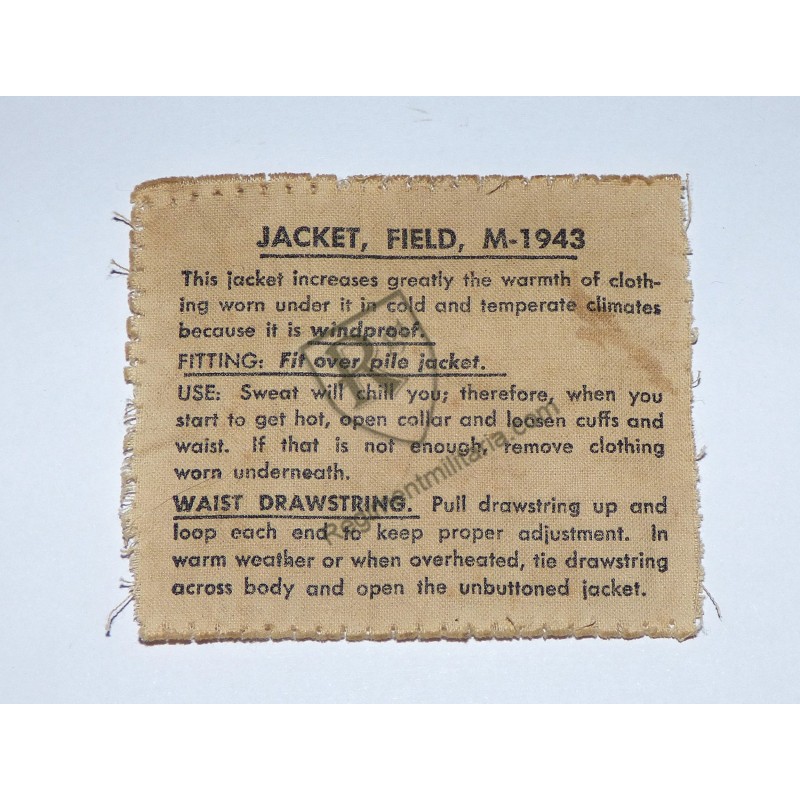 JACKET, FIELD, M-1943
This jacket increases greatly the warmth of cloth-
ing worn under it in cold and temperate climates
because it is windproof.
FITTING: Fit over pile jacket.
USE: Sweat will chill you; therefore, when you
start to get hot, open collar and loosen cuffs and
waist. If that is not enough, remove clothing
worn underneath.
WAIST DRAWSTRING. Pull drawstring up and
loop each end to keep proper adjustment. In
warm weather or when overheated, tie drawstring
across body and open the unbuttoned jacket.
Regimentmilitaria.com